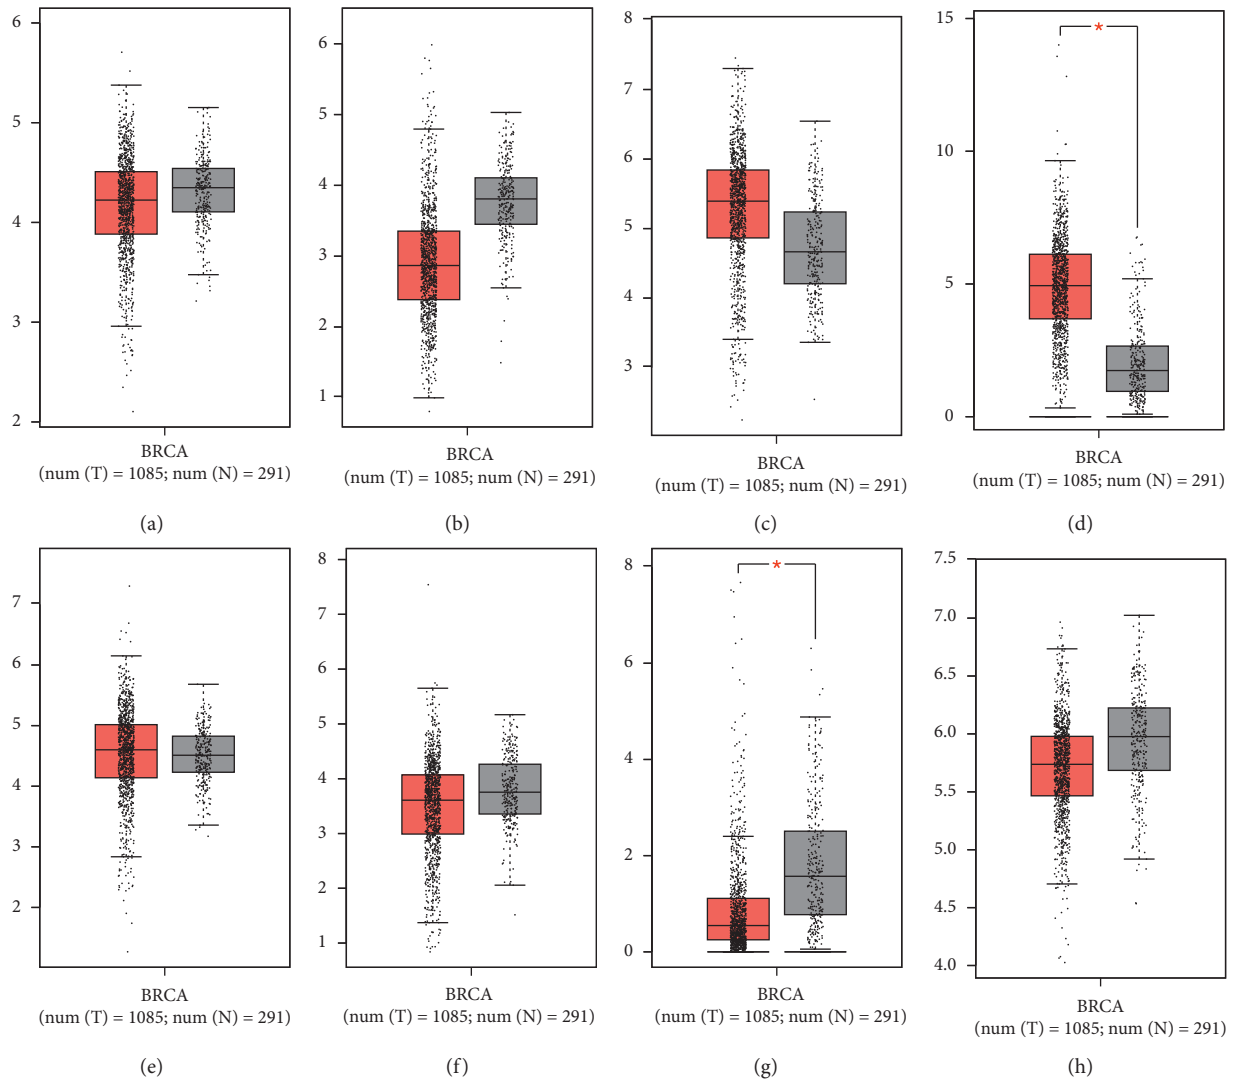 6
5
4
3
2
BRCA
(num (T) = 1085; num (N) = 291)
(a)
6
5
4
3
2
1
BRCA
(num (T) = 1085; num (N) = 291)
(b)
8
7
6
5
4
3
BRCA
(num (T) = 1085; num (N) = 291)
(c)
15
10
5
0
*
BRCA
(num (T) = 1085; num (N) = 291)
(d)
7
6
5
4
3
2
BRCA
(num (T) = 1085; num (N) = 291)
(e)
8
7
6
5
4
3
2
1
BRCA
(num (T) = 1085; num (N) = 291)
(f)
8
6
4
2
0
*
BRCA
(num (T) = 1085; num (N) = 291)
(g)
7.5
7.0
6.5
6.0
5.5
5.0
4.5
4.0
BRCA
(num (T) = 1085; num (N) = 291)
(h)